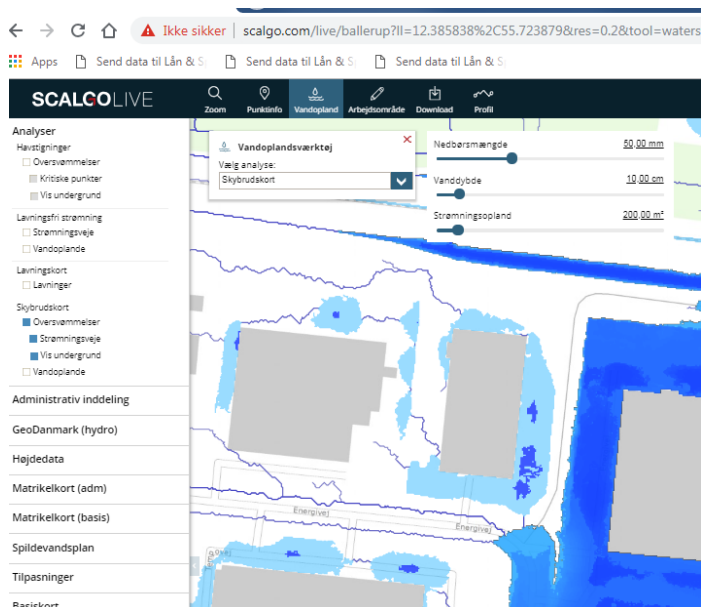 Ikke sikker | scalgo.com/live/ballerup?ll=12.385838%2C55.723879&res=0.2&tool=waters
Apps Send data til Lån & S Send data til Lån & S Send data til Lån & S
SCALGO LIVE
Zoom Punktinfo Vandopland Arbejdsområde Download Profil
Analyser
Havstigninger
Oversvømmelser
Kritiske punkter
Vis undergrund
Lavningsfri strømning
Strømningsveje
Vandoplande
Lavningskort
Lavninger
Skybrudskort
Oversvømmelser
Strømningsveje
Vis undergrund
Vandoplande
Administrativ inddeling
GeoDanmark (hydro)
Højdedata
Matrikelkort (adm)
Matrikelkort (basis)
Spildevandsplan
Tilpasninger
Basiskort
Vandoplandsværktøj
Vælg analyse:
Skybrudskort
Nedbørsmængde 50,00 mm
Vanddybde 10,00 cm
Strømningsopland 200,00 m²
Energivej
Energivej